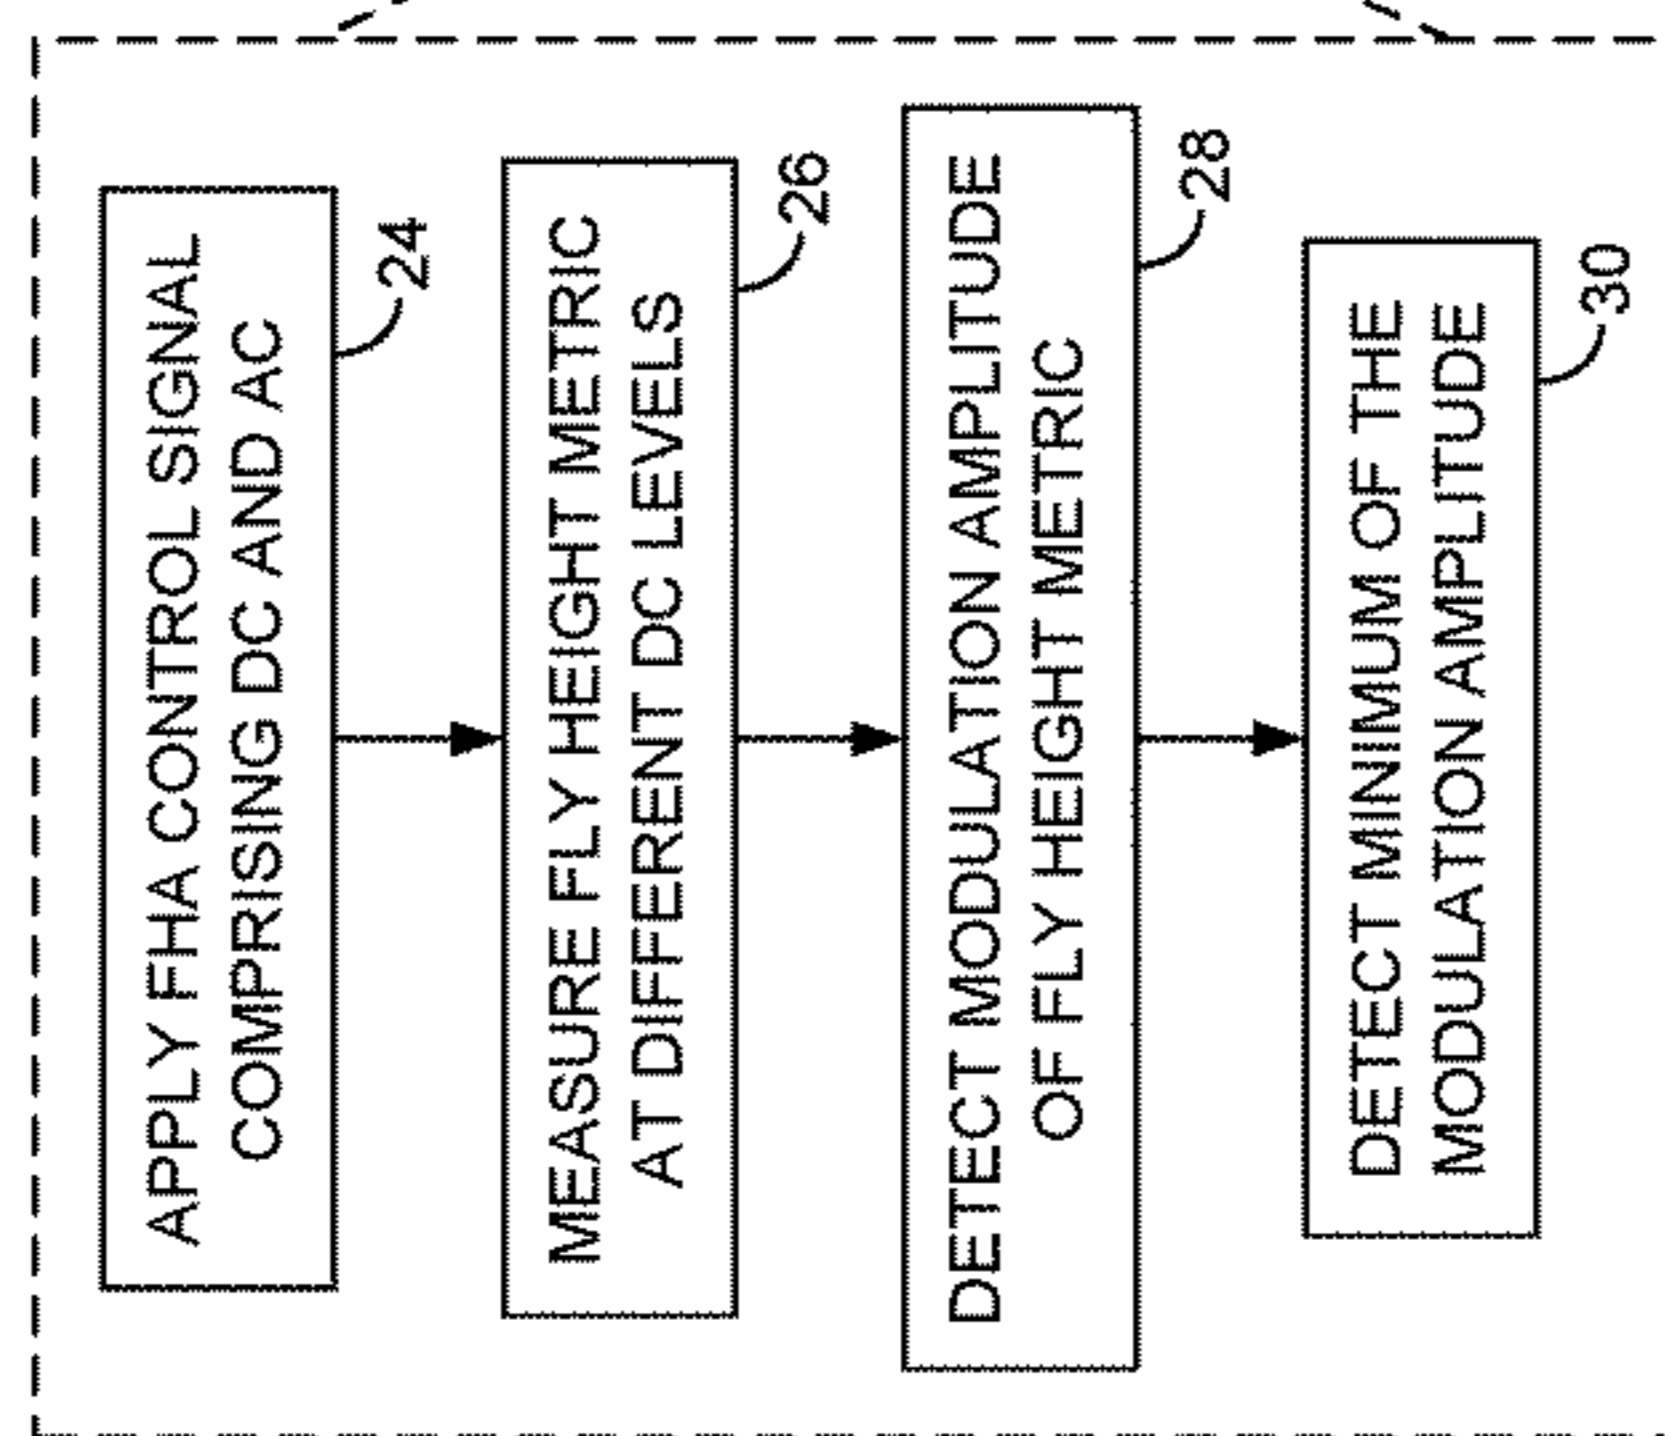 APPLY FHA CONTROL SIGNAL
COMPRISING DC AND AC
24
MEASURE FLY HEIGHT METRIC
AT DIFFERENT DC LEVELS
26
DETECT MODULATION AMPLITUDE
OF FLY HEIGHT METRIC
28
DETECT MINIMUM OF THE
MODULATION AMPLITUDE
30